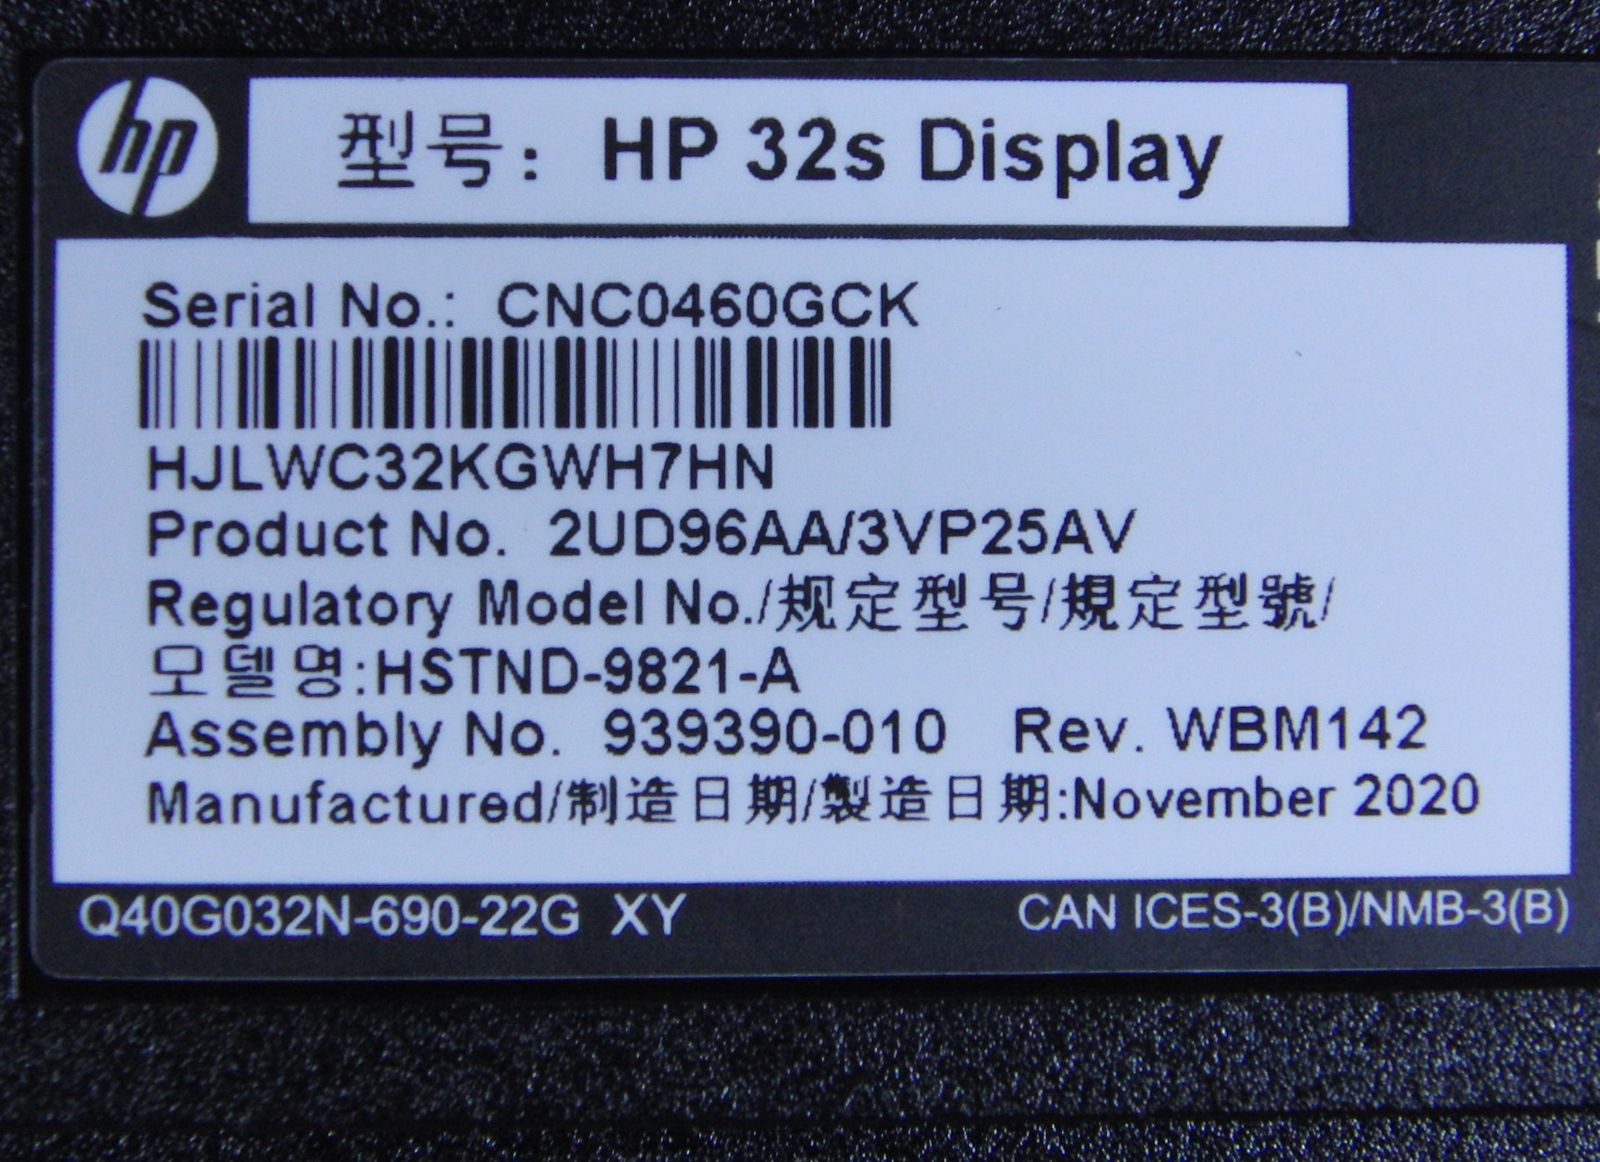 hp
型号: HP 32s Display
Serial No.: CNC0460GCK
HJLWC32KGWH7HN
Product No. 2UD96AA/3VP25AV
Regulatory Model No./规定型号/規定型號/
모델명:HSTND-9821-A
Assembly No. 939390-010 Rev. WBM142
Manufactured/制造日期/製造日期:November 2020
Q40G032N-690-22G XY
CAN ICES-3(B)/NMB-3(B)